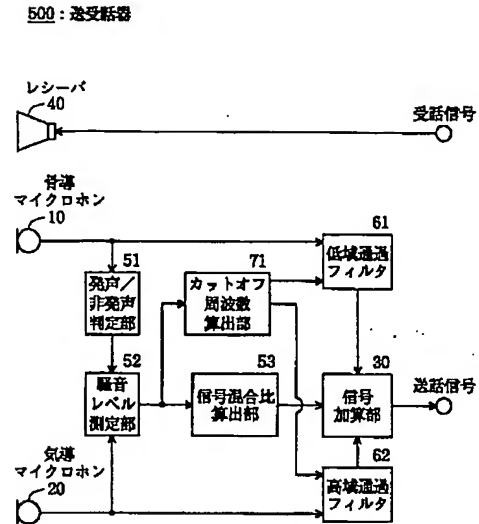 500：送受話器
レシーバ
40
受話信号
骨導
マイクロホン
10
51
発声／
非発声
判定部
71
カットオフ
周波数
算出部
61
低域通過
フィルタ
52
騒音
レベル
測定部
53
信号混合比
算出部
30
信号
加算部
送話信号
気導
マイクロホン
20
62
高域通過
フィルタ